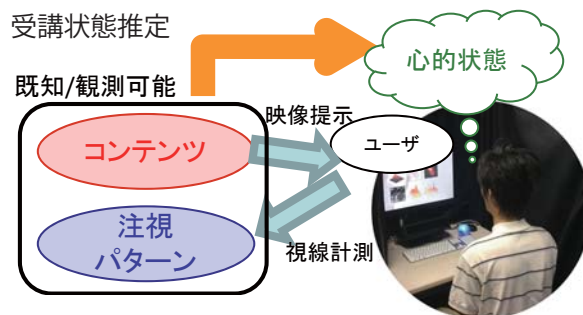 受講状態推定
既知/観測可能
心的状態
映像提示
コンテンツ
ユーザ
注視
パターン
視線計測